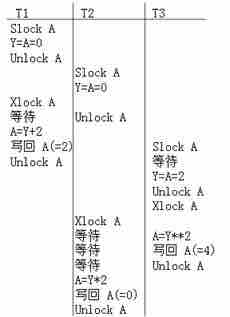 T1 T2 T3
Slock A
Y=A=0
Unlock A
Slock A
Y=A=0
Xlock A
等待 Unlock A
A=Y+2
写回 A(=2) Slock A
Unlock A 等待
Y=A=2
Unlock A
Xlock A
Xlock A
等待 A=Y**2
等待 写回 A(=4)
等待 Unlock A
A=Y*2
写回 A(=0)
Unlock A